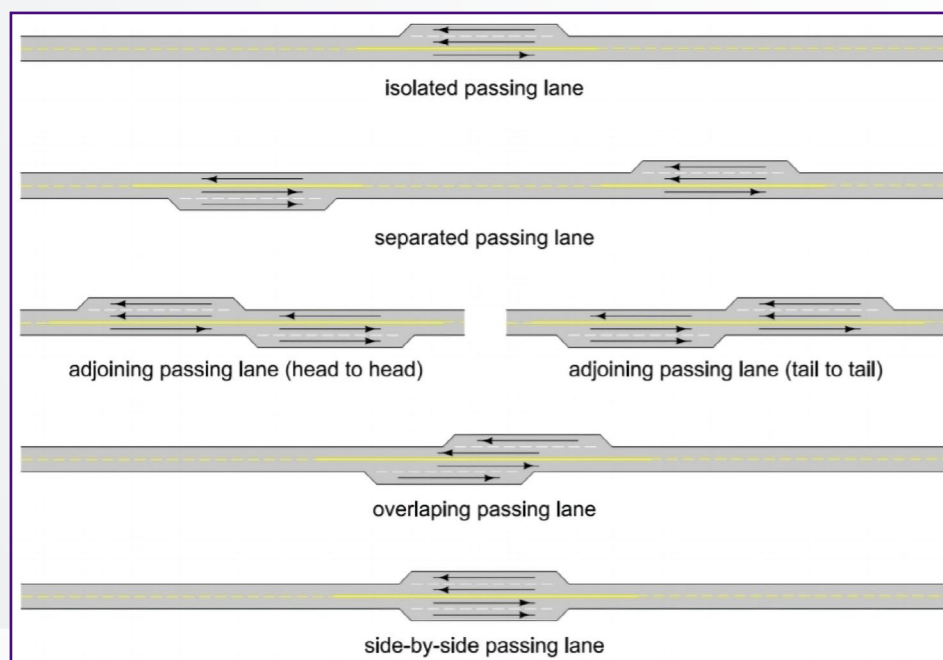 isolated passing lane
separated passing lane
adjoining passing lane (head to head)
adjoining passing lane (tail to tail)
overlaping passing lane
side-by-side passing lane